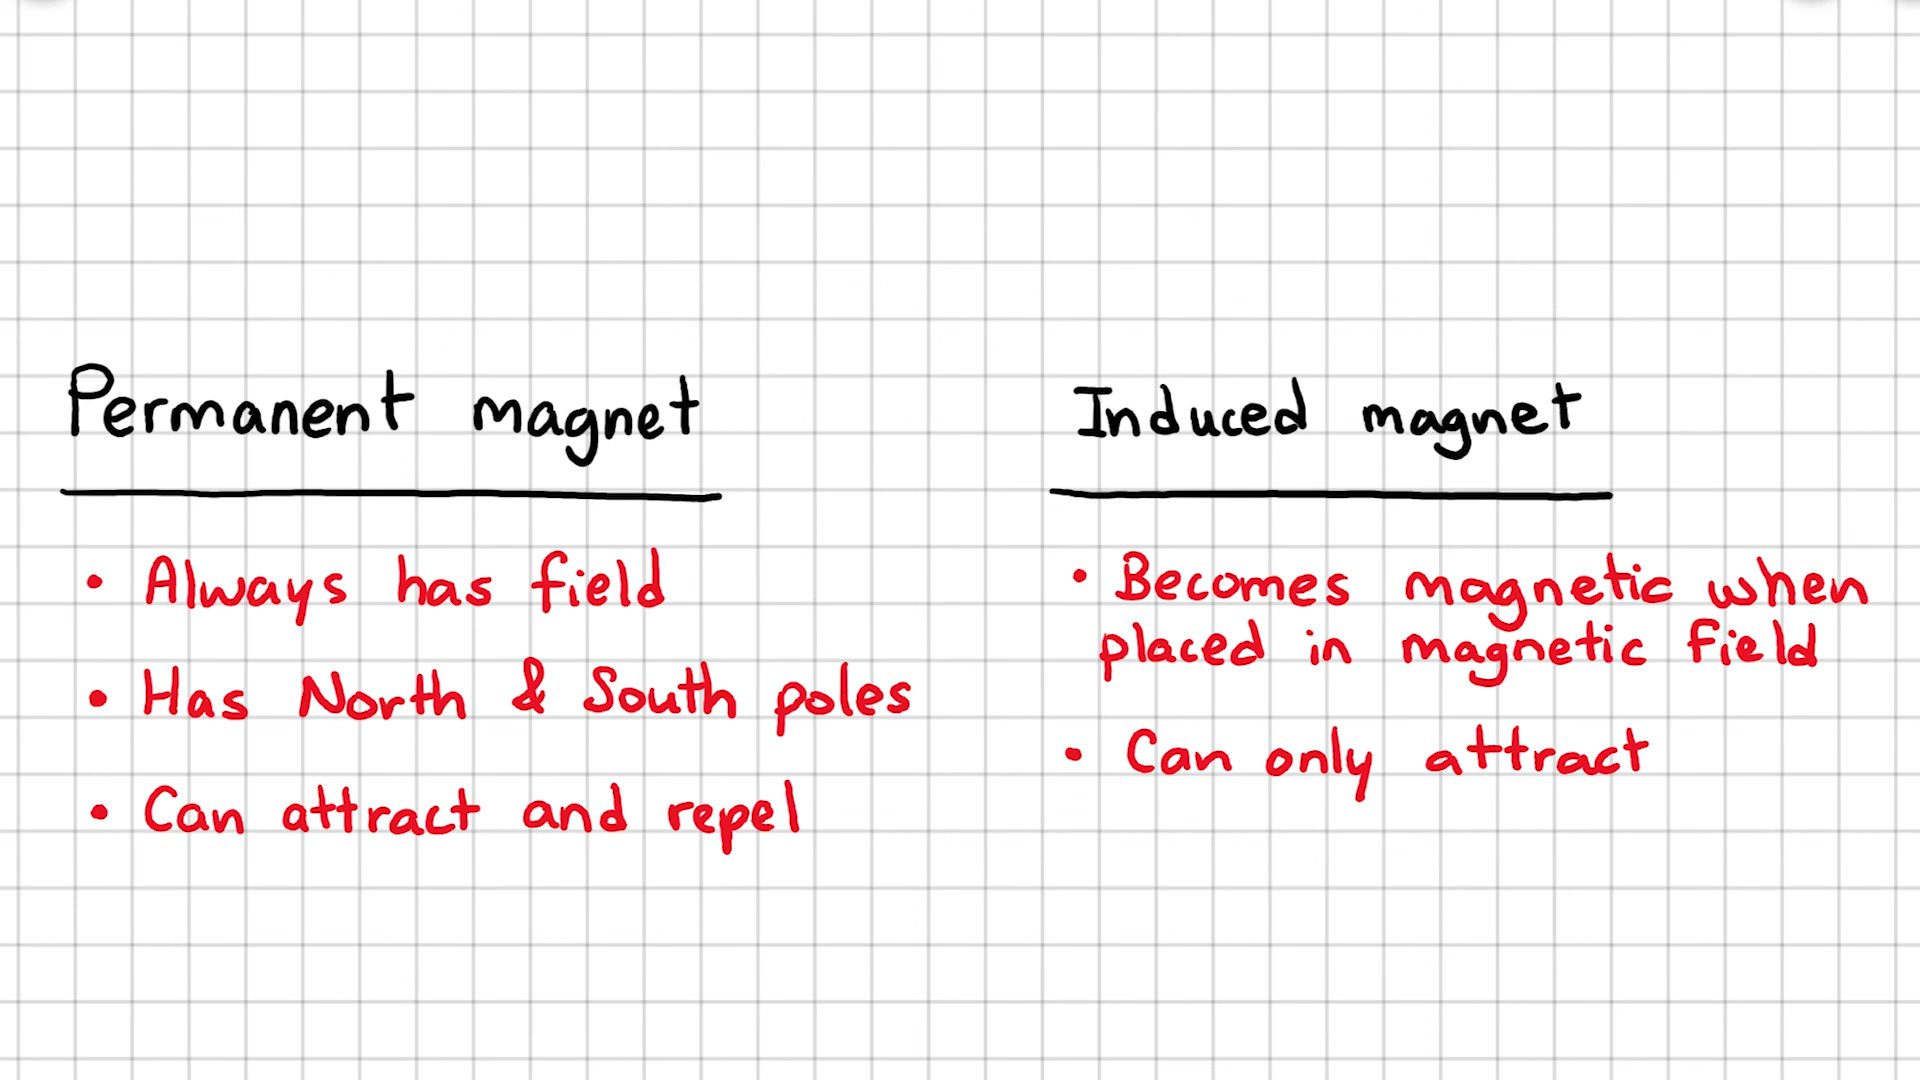 Permanent magnet
• Always has field
• Has North & South poles
• Can attract and repel
Induced magnet
• Becomes magnetic when
placed in magnetic field
• Can only attract